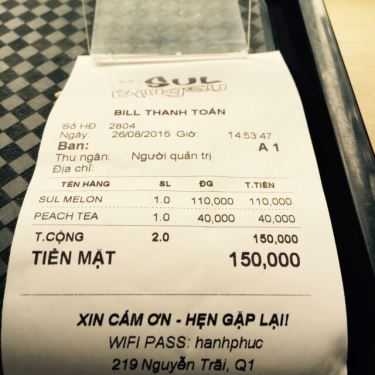 SUL
BILL THANH TOÁN
Số HĐ 2804
Ngày: 26/08/2015 Giờ: 14:53:47
Ban: A 1
Thu ngân: Người quản trị
Địa chỉ:
TÊN HÀNG SL ĐG T.TIỀN
SUL MELON 1.0 110,000 110,000
PEACH TEA 1.0 40,000 40,000
T.CỘNG 2.0 150,000
TIỀN MẶT 150,000
XIN CÁM ƠN - HẸN GẶP LẠI!
WIFI PASS: hanhphuc
219 Nguyễn Trãi, Q1